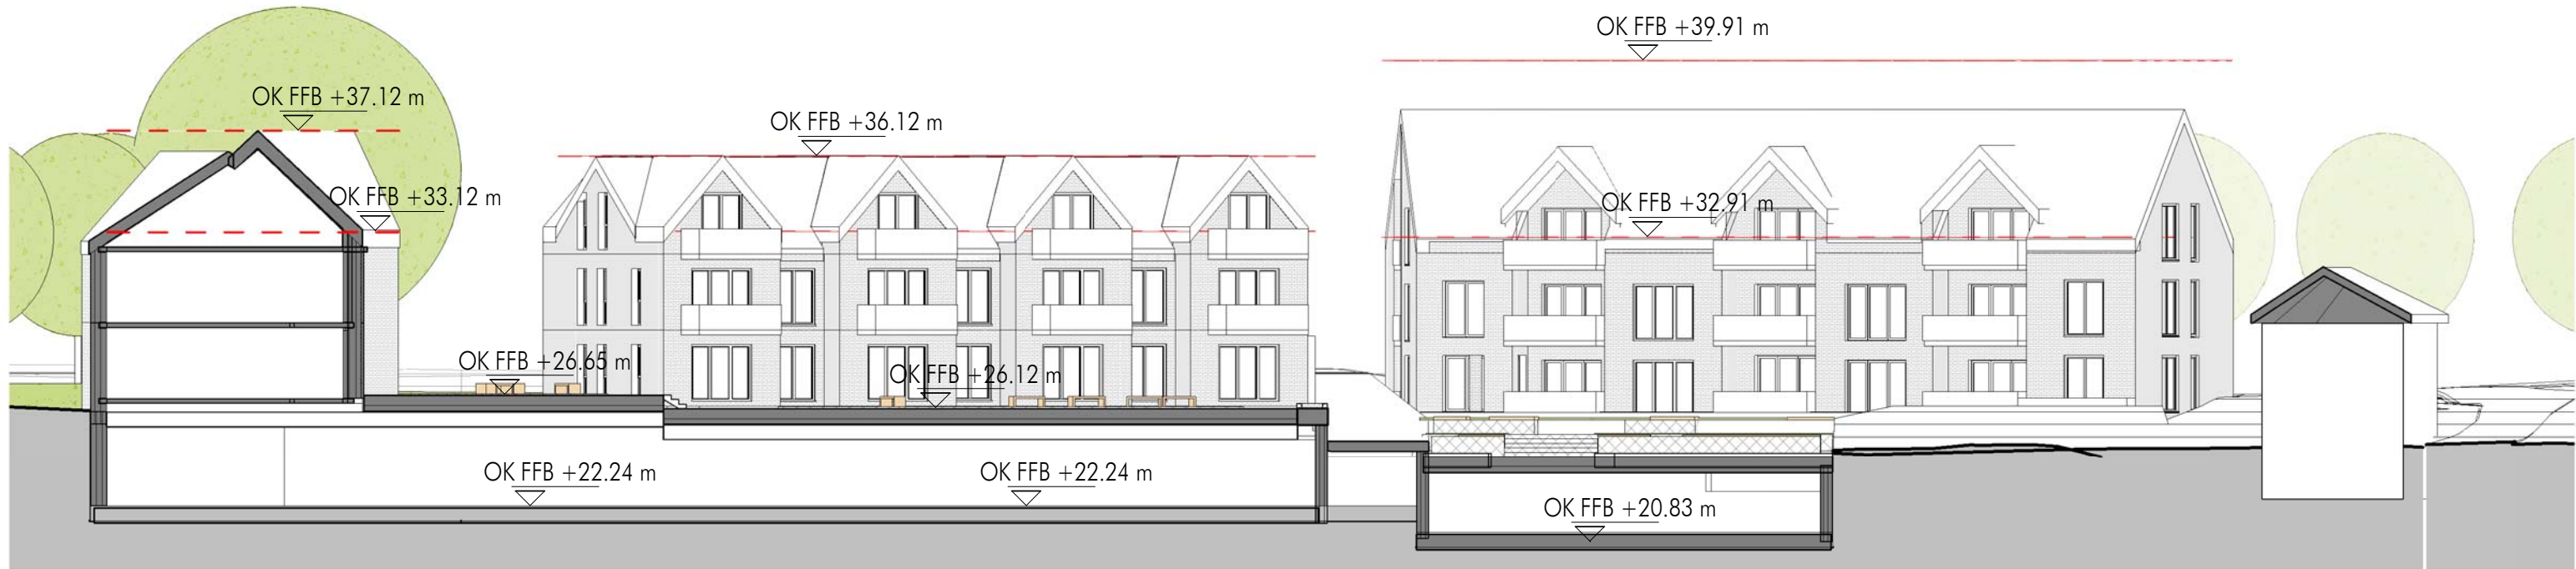 OK FFB +39.91 m
OK FFB +37.12 m
OK FFB +36.12 m
OK FFB +33.12 m
OK FFB +32.91 m
OK FFB +26.65 m
OK FFB +26.12 m
OK FFB +22.24 m
OK FFB +22.24 m
OK FFB +20.83 m